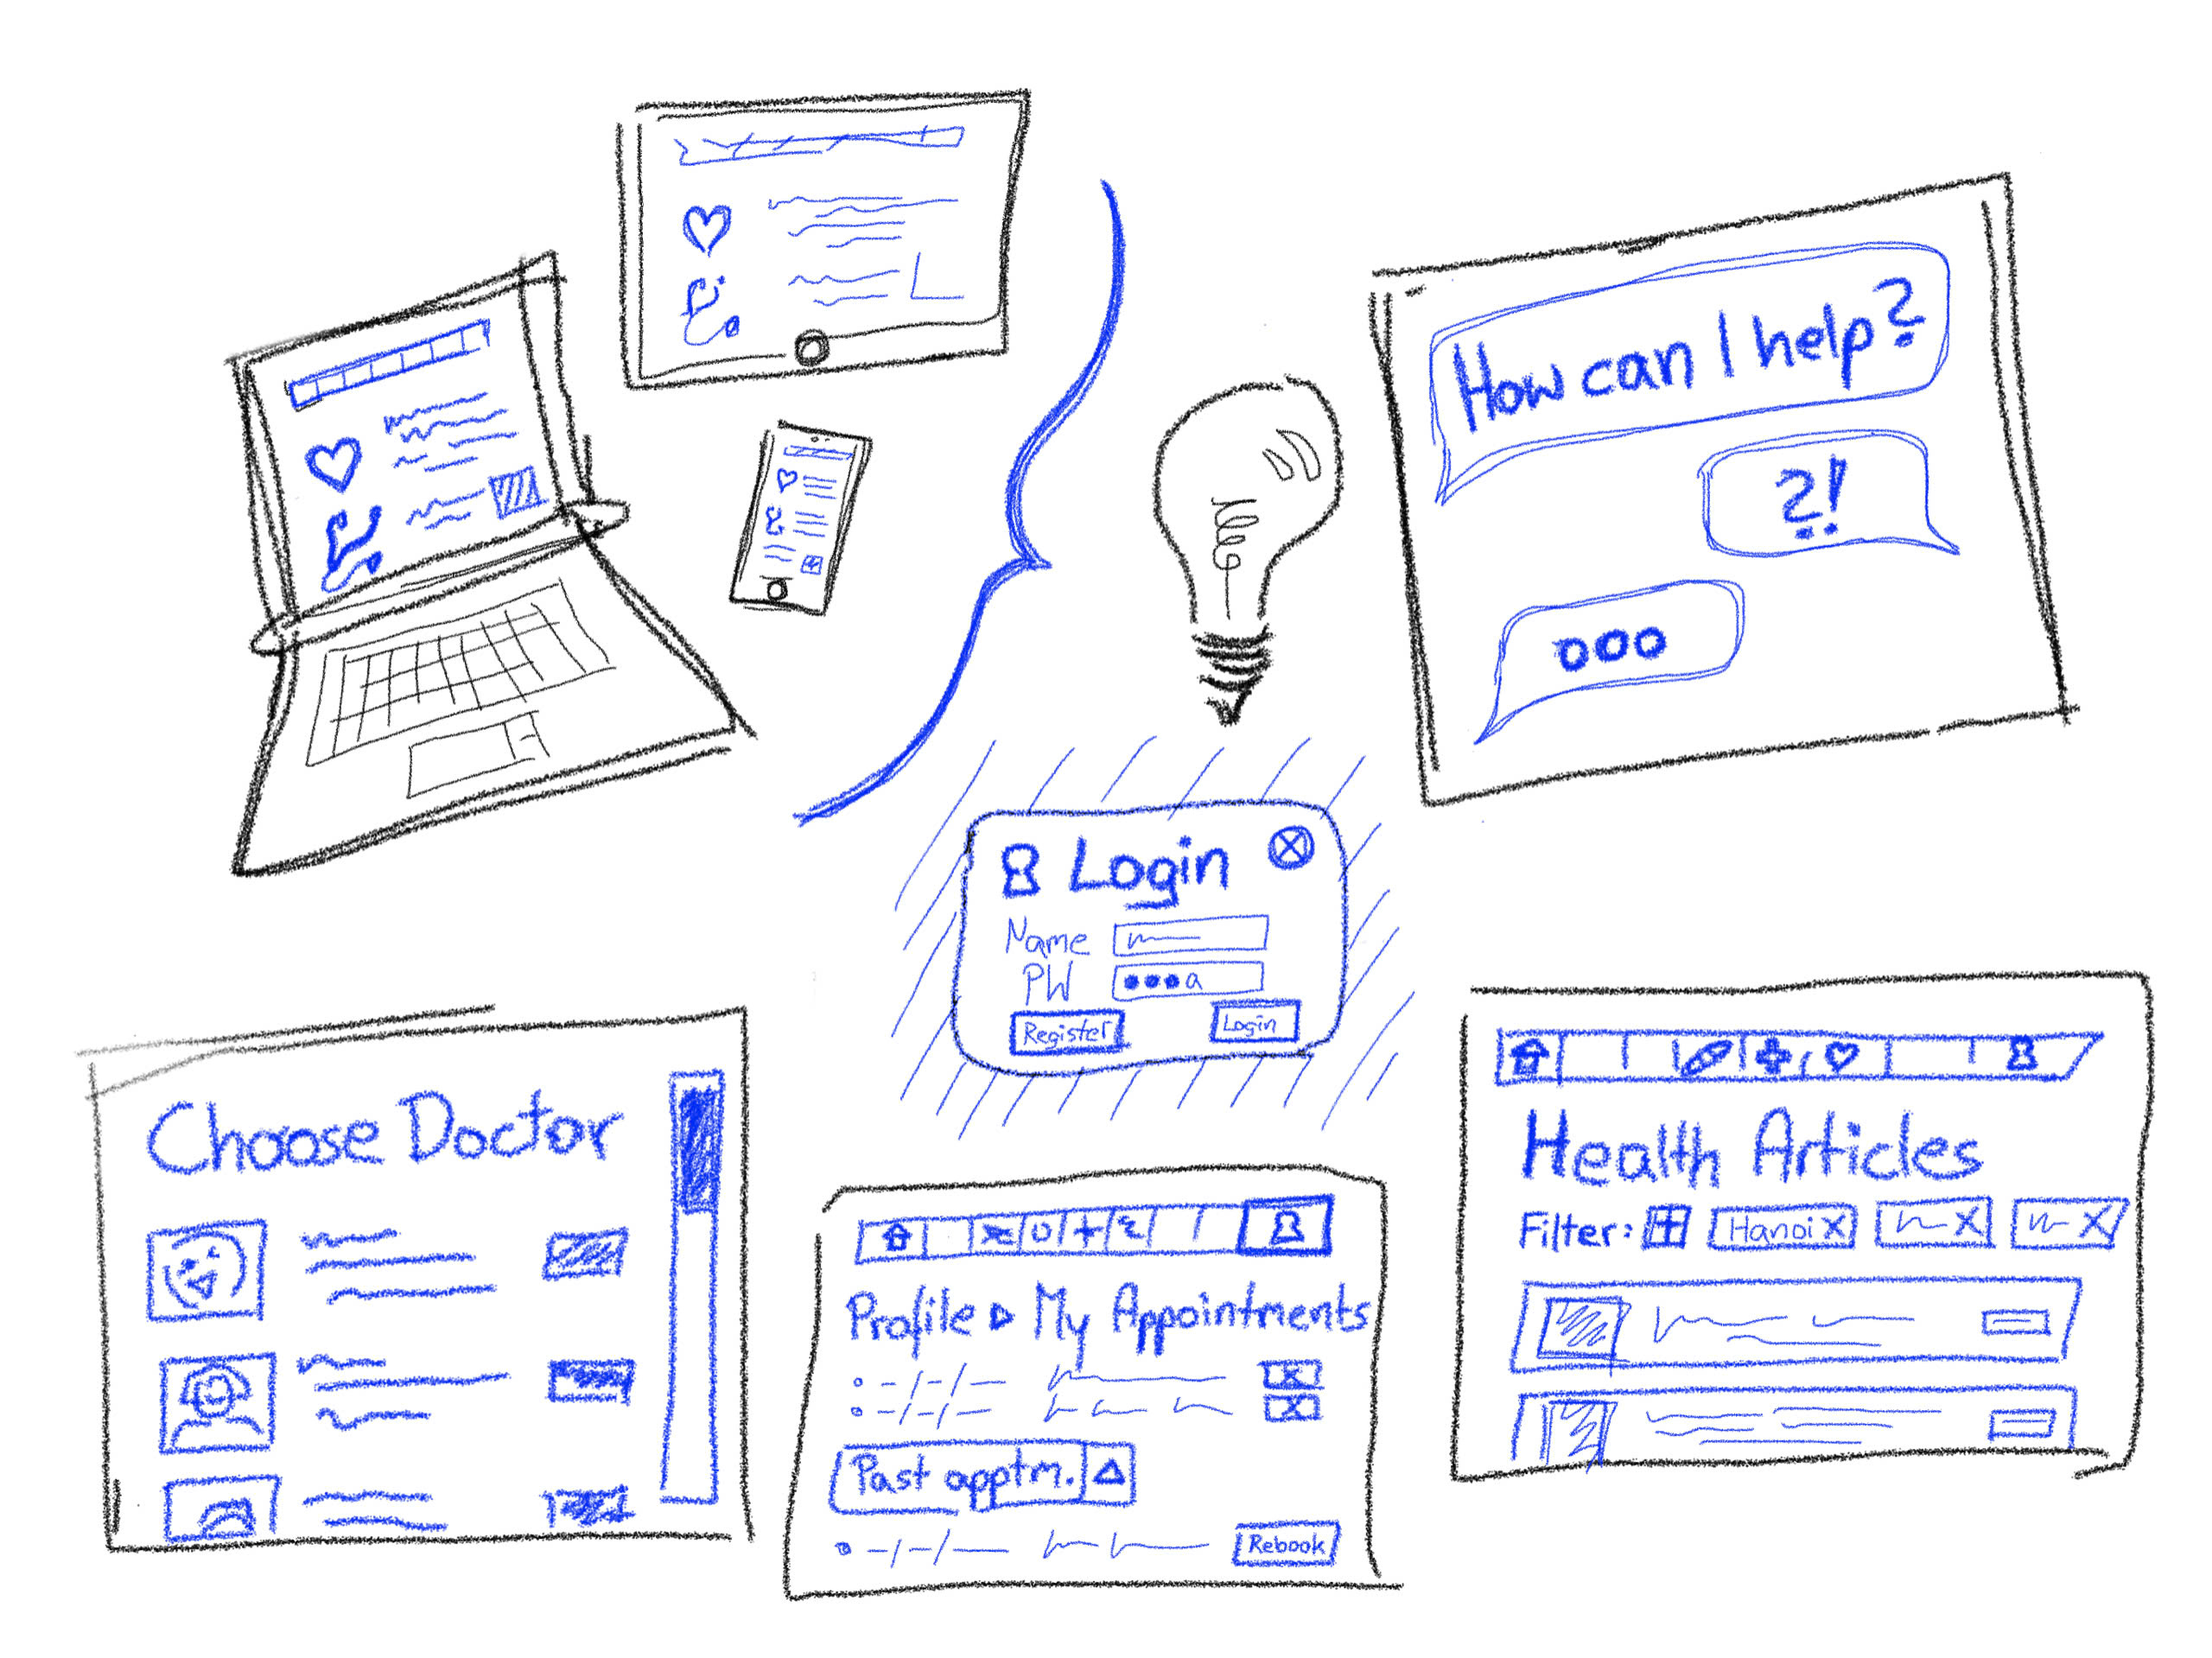 How can I help?
?!
ooo
Login
Name
PW
Register
Login
Choose Doctor
Profile ▷ My Appointments
Past apptm.
Rebook
Health Articles
Filter: Hanoi X